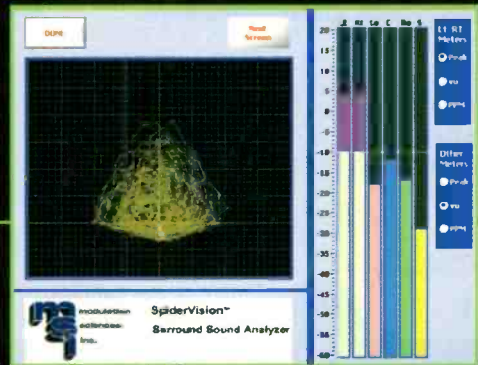 Next
Screen
Lt Rt
Meters
Peak
vu
PPM
Other
Meters
Peak
vu
PPM
Lt Rt Lo C Ro S
20
15
10
5
-0
-5
-10
-15
-20
-25
-30
-35
-40
-45
-50
-55
-60
msi
modulation
sciences
inc.
SpiderVision™
Surround Sound Analyzer